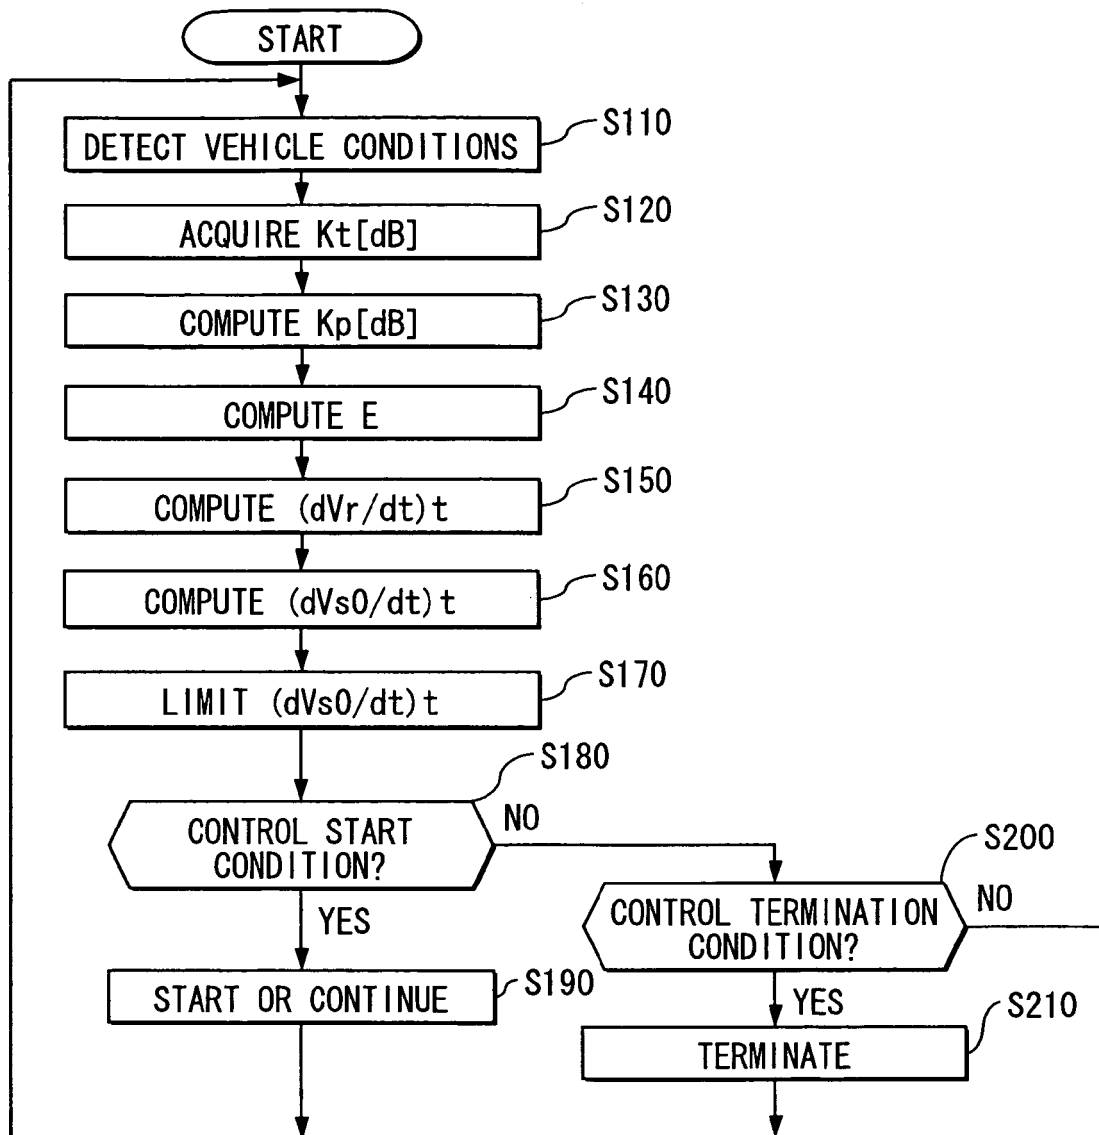 START
DETECT VEHICLE CONDITIONS
S110
ACQUIRE Kt[dB]
S120
COMPUTE Kp[dB]
S130
COMPUTE E
S140
COMPUTE (dVr/dt)t
S150
COMPUTE (dVs0/dt)t
S160
LIMIT (dVs0/dt)t
S170
S180
CONTROL START
CONDITION?
NO
YES
S200
CONTROL TERMINATION
CONDITION?
NO
YES
START OR CONTINUE
S190
TERMINATE
S210